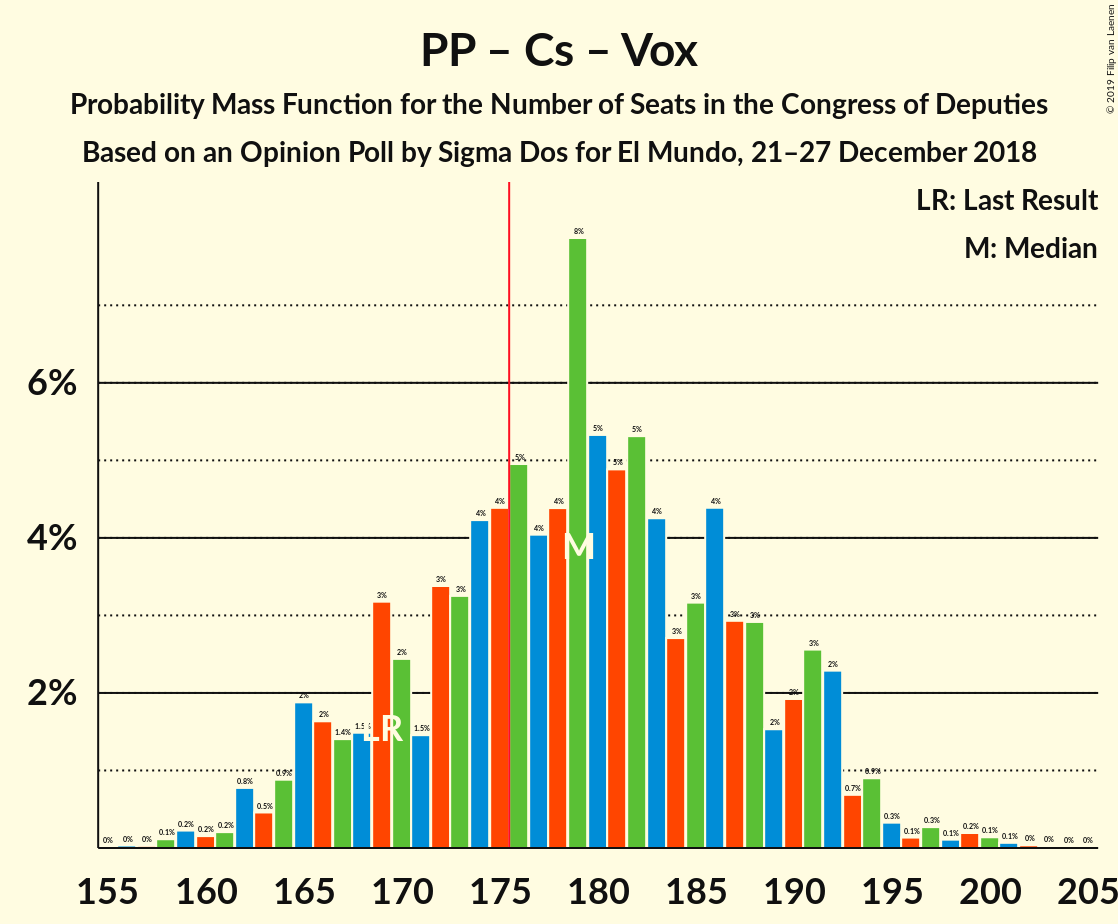 PP – Cs – Vox
Probability Mass Function for the Number of Seats in the Congress of Deputies
Based on an Opinion Poll by Sigma Dos for El Mundo, 21–27 December 2018
© 2019 Filip van Laenen
LR: Last Result
M: Median
6%
4%
2%
0% 0% 0% 0.1% 0.2% 0.2% 0.2% 0.8% 0.5% 0.9% 2% 2% 1.4% 1.5% 3% 2% 1.5% 3% 3% 4% 4% 5% 4% 4% 8% 5% 5% 5% 4% 3% 3% 4% 3% 3% 2% 2% 3% 2% 0.7% 0.9% 0.3% 0.1% 0.3% 0.1% 0.2% 0.1% 0.1% 0% 0% 0% 0%
LR
M
155 160 165 170 175 180 185 190 195 200 205